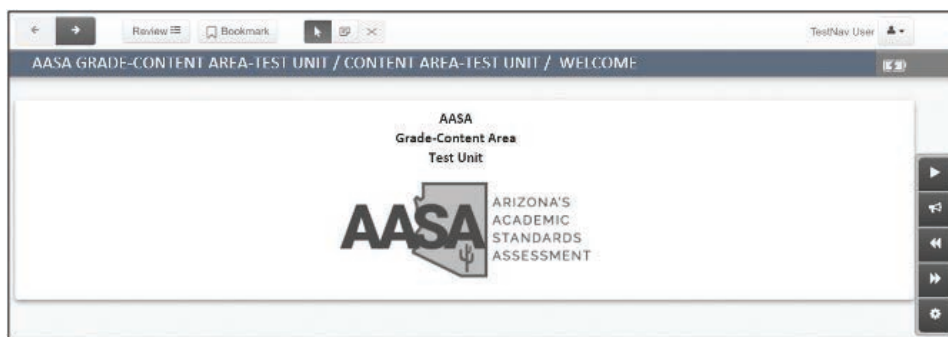 Review
Bookmark
TestNav User
AASA GRADE-CONTENT AREA-TEST UNIT / CONTENT AREA-TEST UNIT / WELCOME
AASA
Grade-Content Area
Test Unit
AASA
ARIZONA'S
ACADEMIC
STANDARDS
ASSESSMENT